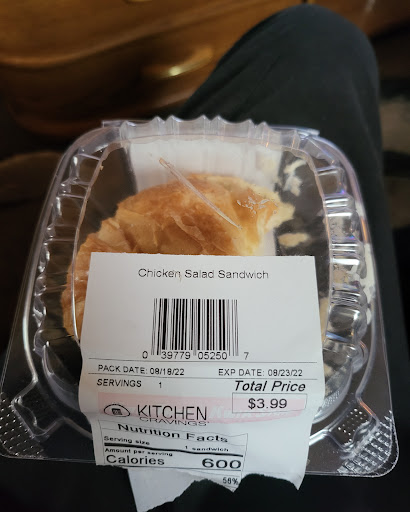 Chicken Salad Sandwich
0 39779 05250 7
PACK DATE: 08/18/22 EXP DATE: 08/23/22
SERVINGS 1 Total Price
$3.99
KITCHEN
CRAVINGS
Nutrition Facts
Serving size 1 sandwich
Amount per serving
Calories 600
58%